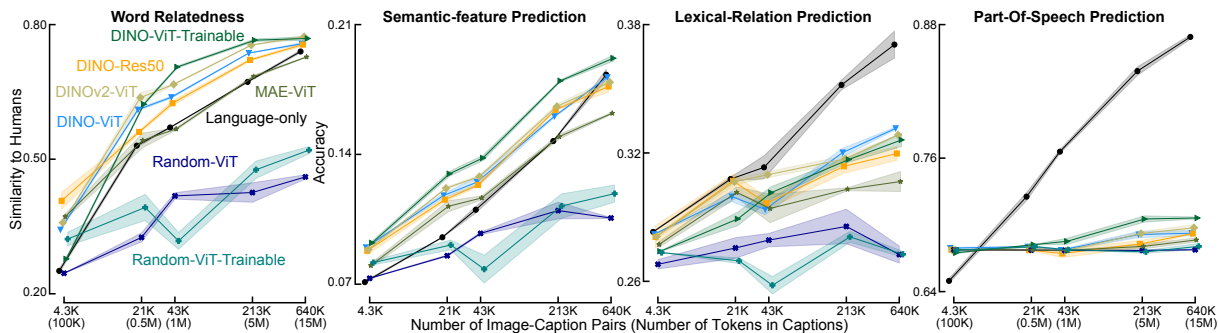 Word Relatedness
Semantic-feature Prediction
Lexical-Relation Prediction
Part-Of-Speech Prediction
Similarity to Humans
0.80
0.50
0.20
DINO-ViT-Trainable
DINO-Res50
DINOv2-ViT
MAE-ViT
DINO-ViT
Language-only
Random-ViT
Random-ViT-Trainable
4.3K 21K 43K 213K 640K
(100K) (0.5M) (1M) (5M) (15M)
Accuracy
0.21
0.14
0.07
4.3K 21K 43K 213K 640K
0.38
0.32
0.26
4.3K 21K 43K 213K 640K
0.88
0.76
0.64
4.3K 21K 43K 213K 640K
(100K) (0.5M) (1M) (5M) (15M)
Number of Image-Caption Pairs (Number of Tokens in Captions)